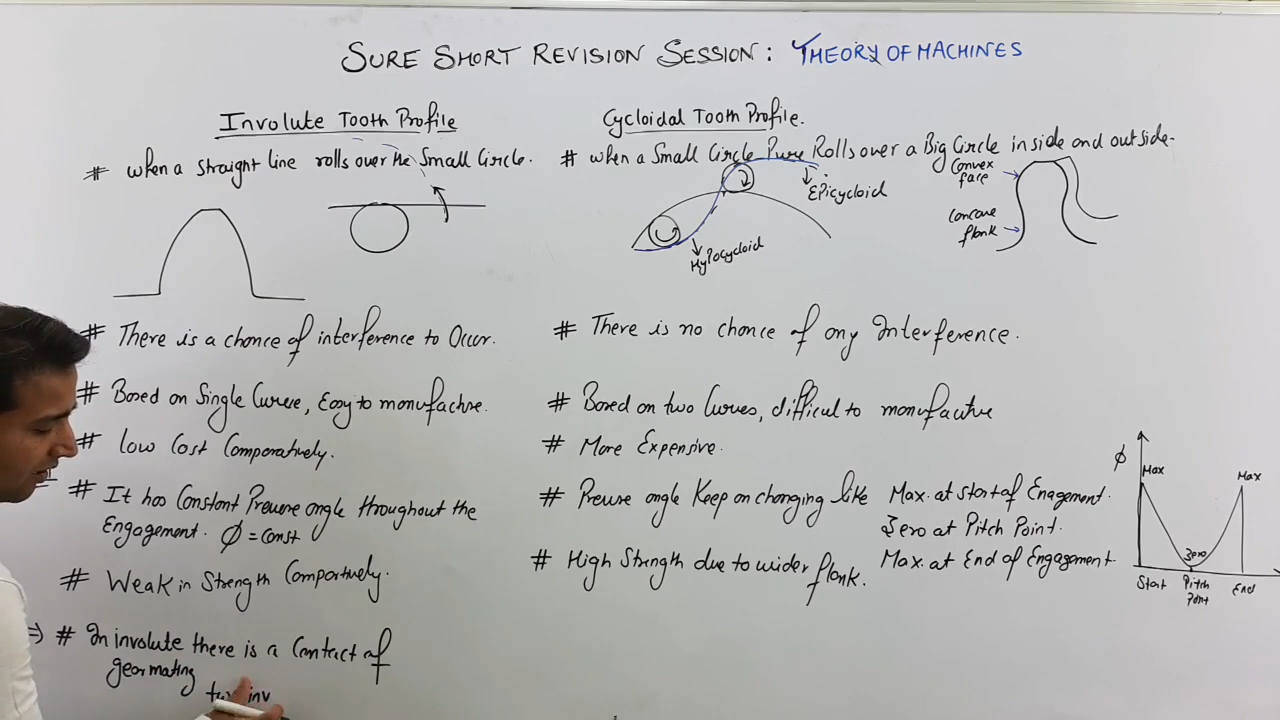 SURE SHORT REVISION SESSION: THEORY OF MACHINES
Involute Tooth Profile
# when a straight line rolls over the Small Circle.
Cycloidal Tooth Profile.
# when a Small Circle Pure Rolls over a Big Circle inside and outside.
Epicycloid
Hypocycloid
Convex
face
Concave
flank
# There is a chance of interference to Occur.
# Based on Single Curve, Easy to manufacture.
# Low Cost Comparatively.
# It has Constant Pressure angle throughout the
Engagement. ϕ = Const
# Weak in Strength Comparatively.
⇒ # In involute there is a Contact of
gear mating
inv
# There is no chance of any Interference.
# Based on two Curves, difficult to manufacture
# More Expensive.
# Pressure angle Keep on changing like Max. at Start of Enagement.
Zero at Pitch Point.
Max. at End of Engagement.
# High Strength due to wider flank.
ϕ
Max
Max
Zero
Start
Pitch
Point
End